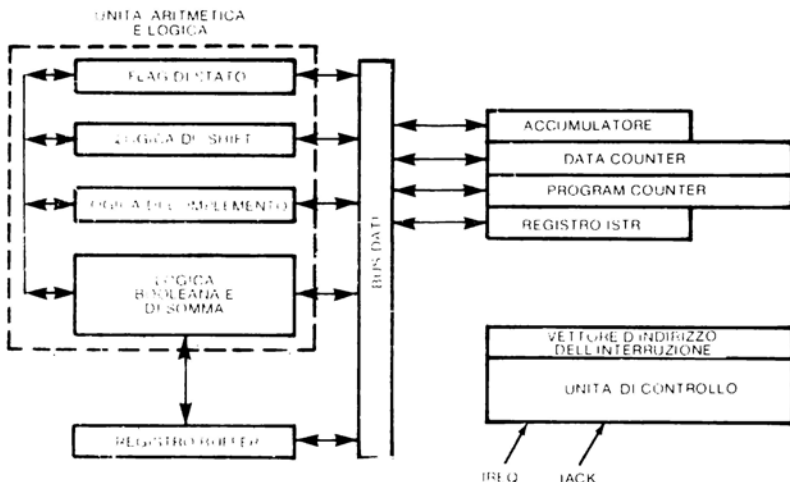 UNITA ARITMETICA
E LOGICA
FLAG DI STATO
LOGICA DI SHIFT
LOGICA DI COMPLEMENTO
LOGICA
BOOLEANA E
DI SOMMA
REGISTRO BUFFER
BUS DATI
ACCUMULATORE
DATA COUNTER
PROGRAM COUNTER
REGISTRO ISTR
VETTORE D'INDIRIZZO
DELL'INTERRUZIONE
UNITA DI CONTROLLO
IREQ IACK